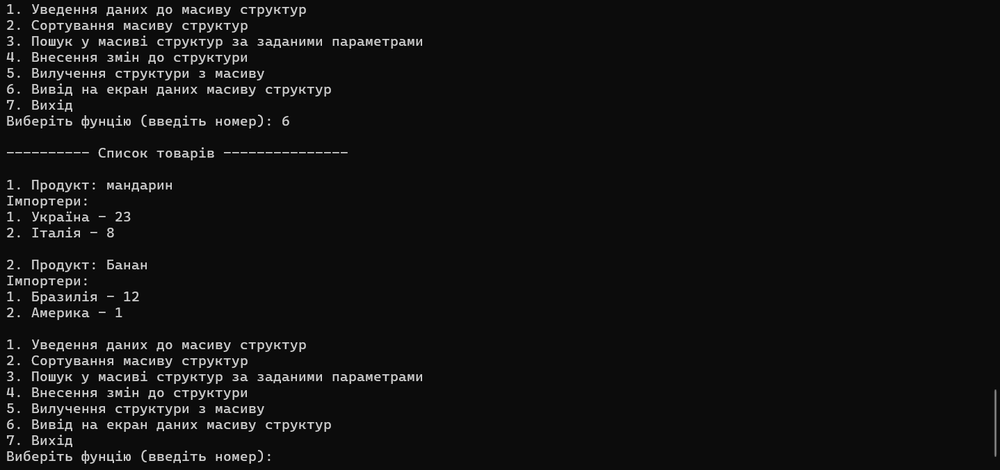 1. Уведення даних до масиву структур
2. Сортування масиву структур
3. Пошук у масиві структур за заданими параметрами
4. Внесення змін до структури
5. Вилучення структури з масиву
6. Вивід на екран даних масиву структур
7. Вихід
Виберіть фунцію (введіть номер): 6
---------- Список товарів ---------------
1. Продукт: мандарин
Імпортери:
1. Україна - 23
2. Італія - 8
2. Продукт: Банан
Імпортери:
1. Бразилія - 12
2. Америка - 1
1. Уведення даних до масиву структур
2. Сортування масиву структур
3. Пошук у масиві структур за заданими параметрами
4. Внесення змін до структури
5. Вилучення структури з масиву
6. Вивід на екран даних масиву структур
7. Вихід
Виберіть фунцію (введіть номер):